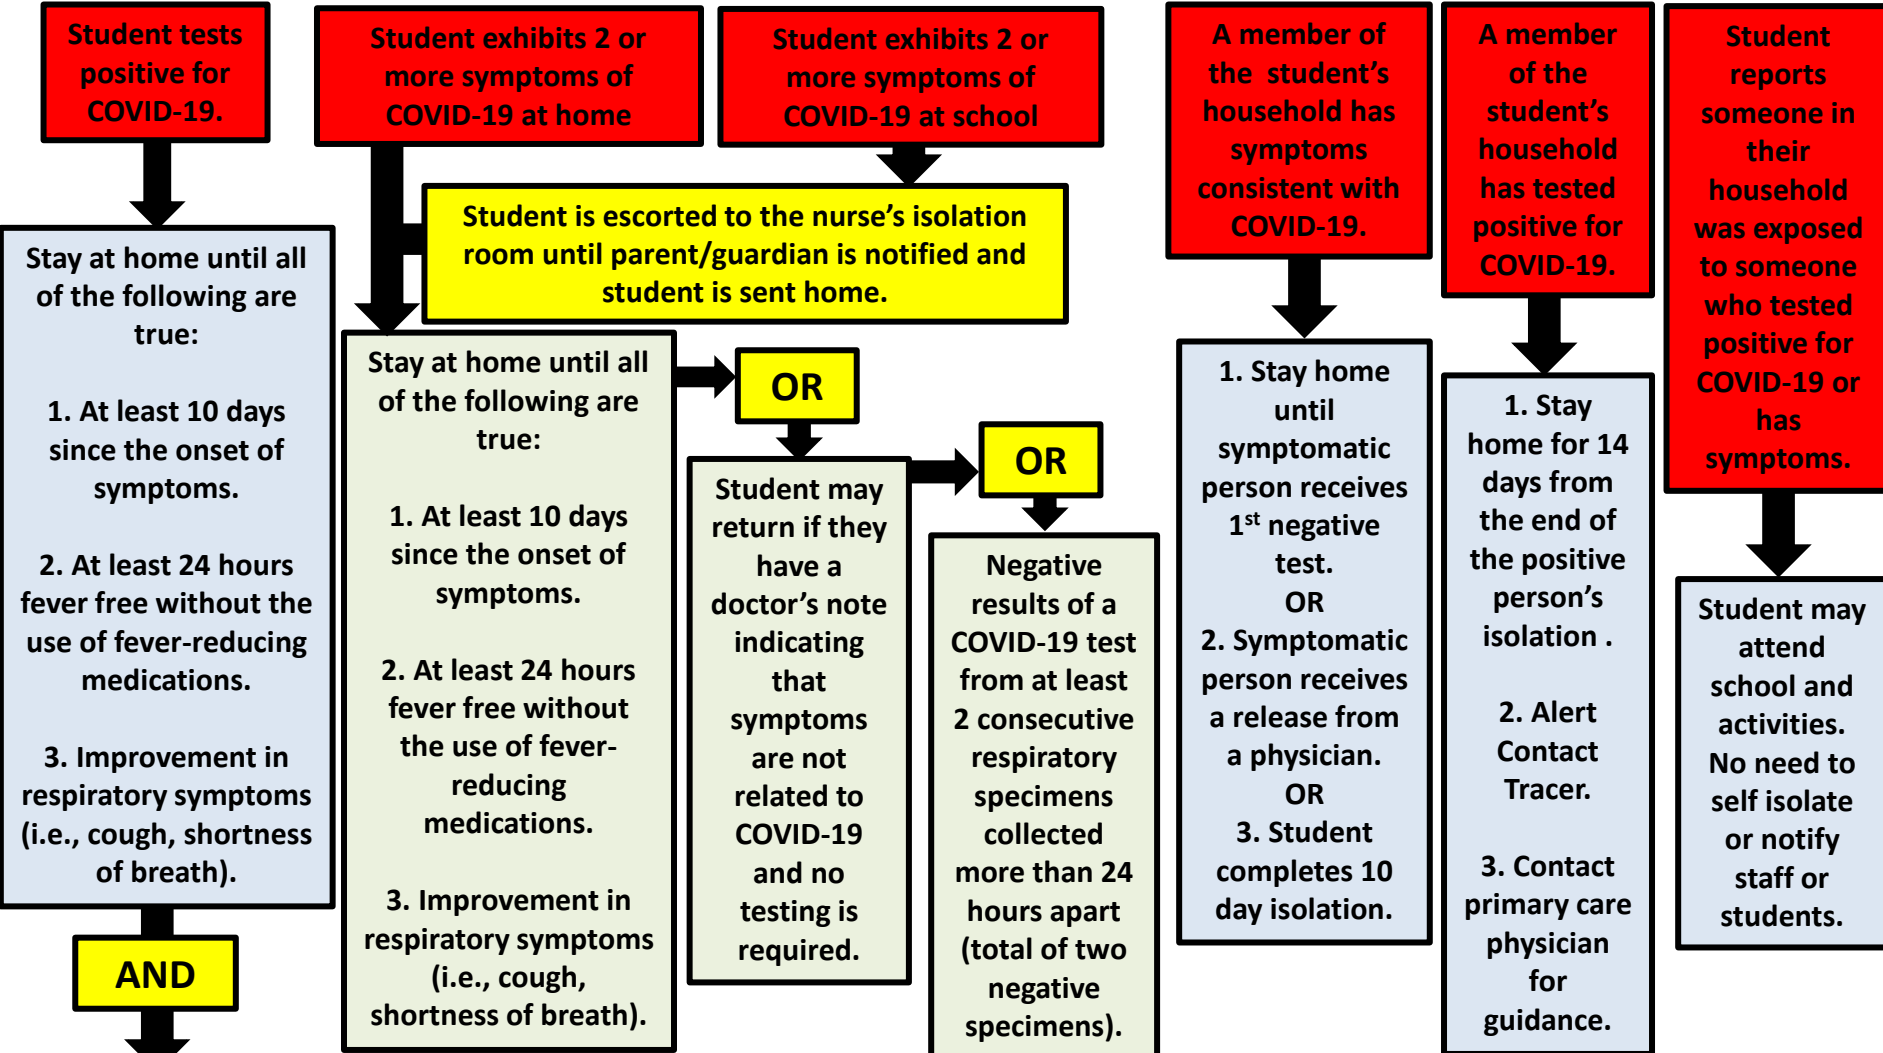 Student tests
positive for
COVID-19.
Student exhibits 2 or
more symptoms of
COVID-19 at home
Student exhibits 2 or
more symptoms of
COVID-19 at school
A member of
the student's
household has
symptoms
consistent with
COVID-19.
A member
of the
student's
household
has tested
positive for
COVID-19.
Student
reports
someone in
their
household
was exposed
to someone
who tested
positive for
COVID-19 or
has
symptoms.
Student is escorted to the nurse's isolation
room until parent/guardian is notified and
student is sent home.
Stay at home until all
of the following are
true:
1. At least 10 days
since the onset of
symptoms.
2. At least 24 hours
fever free without the
use of fever-reducing
medications.
3. Improvement in
respiratory symptoms
(i.e., cough, shortness
of breath).
AND
Stay at home until all
of the following are
true:
1. At least 10 days
since the onset of
symptoms.
2. At least 24 hours
fever free without
the use of fever-
reducing
medications.
3. Improvement in
respiratory symptoms
(i.e., cough,
shortness of breath).
OR
Student may
return if they
have a
doctor's note
indicating
that
symptoms
are not
related to
COVID-19
and no
testing is
required.
OR
Negative
results of a
COVID-19 test
from at least
2 consecutive
respiratory
specimens
collected
more than 24
hours apart
(total of two
negative
specimens).
1. Stay home
until
symptomatic
person receives
1st negative
test.
OR
2. Symptomatic
person receives
a release from
a physician.
OR
3. Student
completes 10
day isolation.
1. Stay
home for 14
days from
the end of
the positive
person's
isolation .
2. Alert
Contact
Tracer.
3. Contact
primary care
physician
for
guidance.
Student may
attend
school and
activities.
No need to
self isolate
or notify
staff or
students.